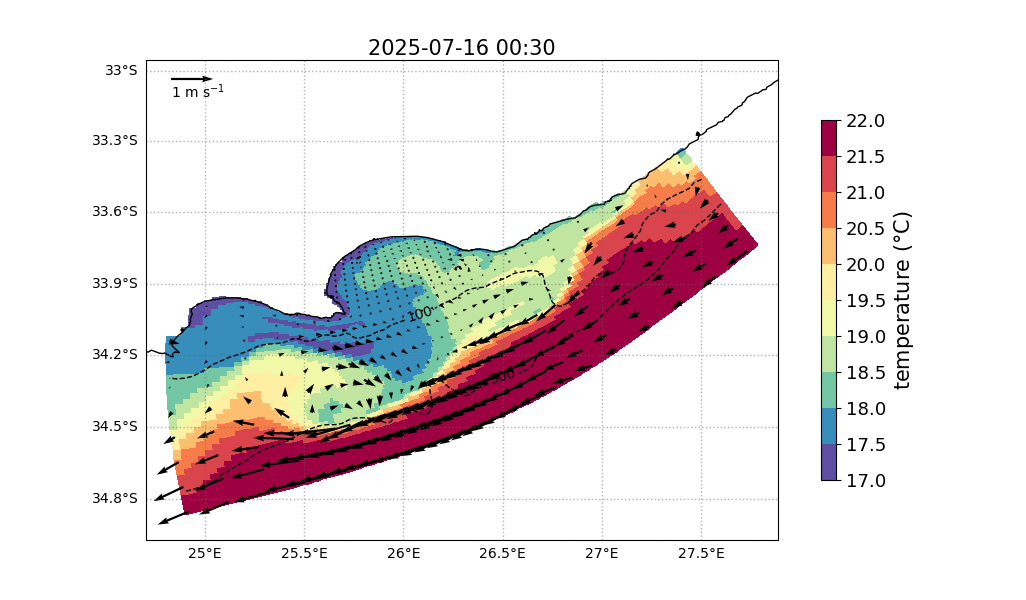 2025-07-16 00:30
1 m s⁻¹
33°S
33.3°S
33.6°S
33.9°S
34.2°S
34.5°S
34.8°S
25°E
25.5°E
26°E
26.5°E
27°E
27.5°E
100
500
22.0
21.5
21.0
20.5
20.0
19.5
19.0
18.5
18.0
17.5
17.0
temperature (°C)